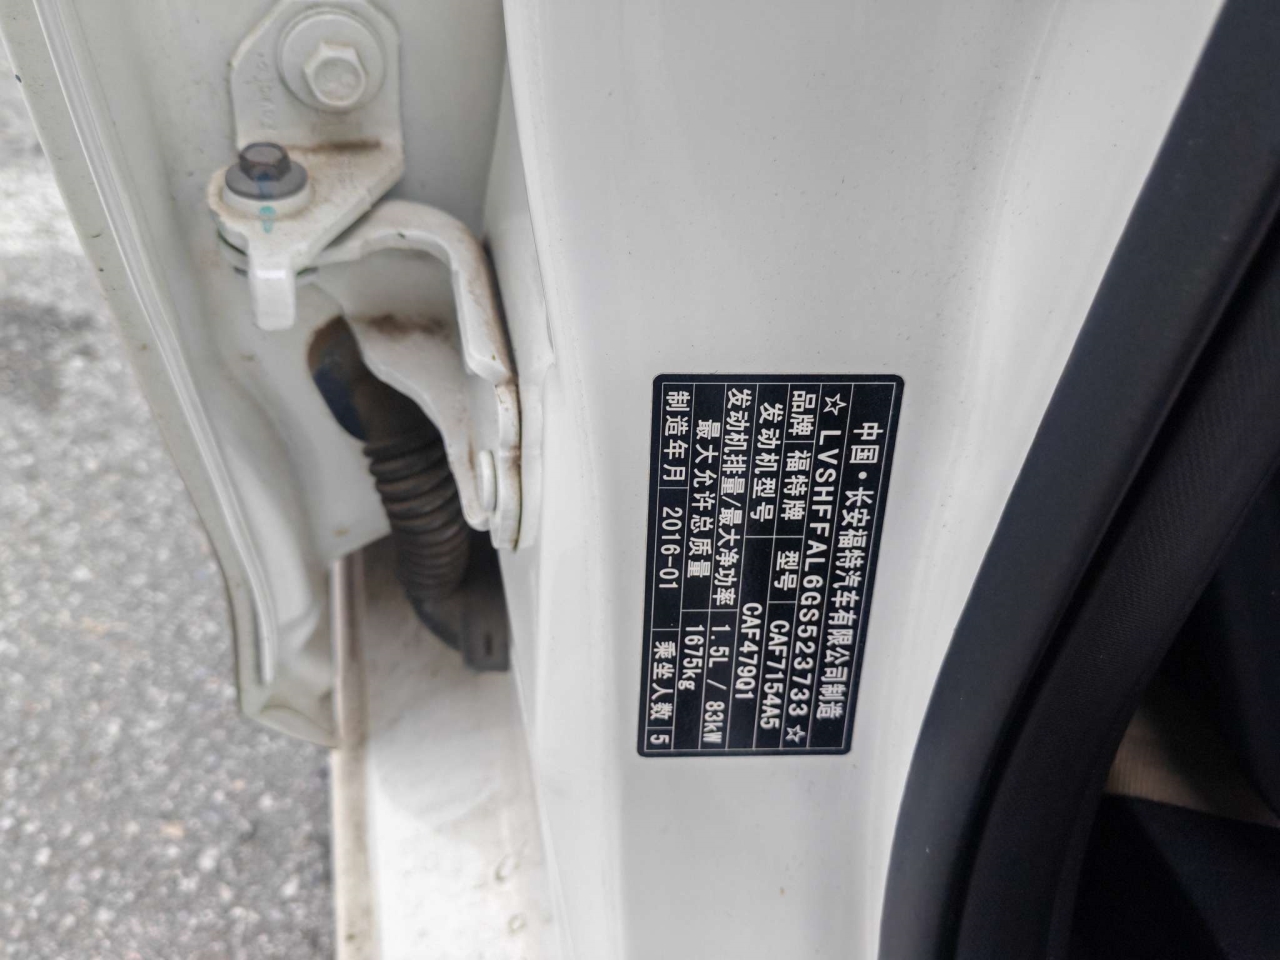 中国·长安福特汽车有限公司制造
☆LVSHFFAL6GS523733☆
品牌 福特牌 型号 CAF7154A5
发动机型号 CAF479Q1
发动机排量/最大净功率 1.5L / 83kW
最大允许总质量 1675kg
制造年月 2016-01 乘坐人数 5